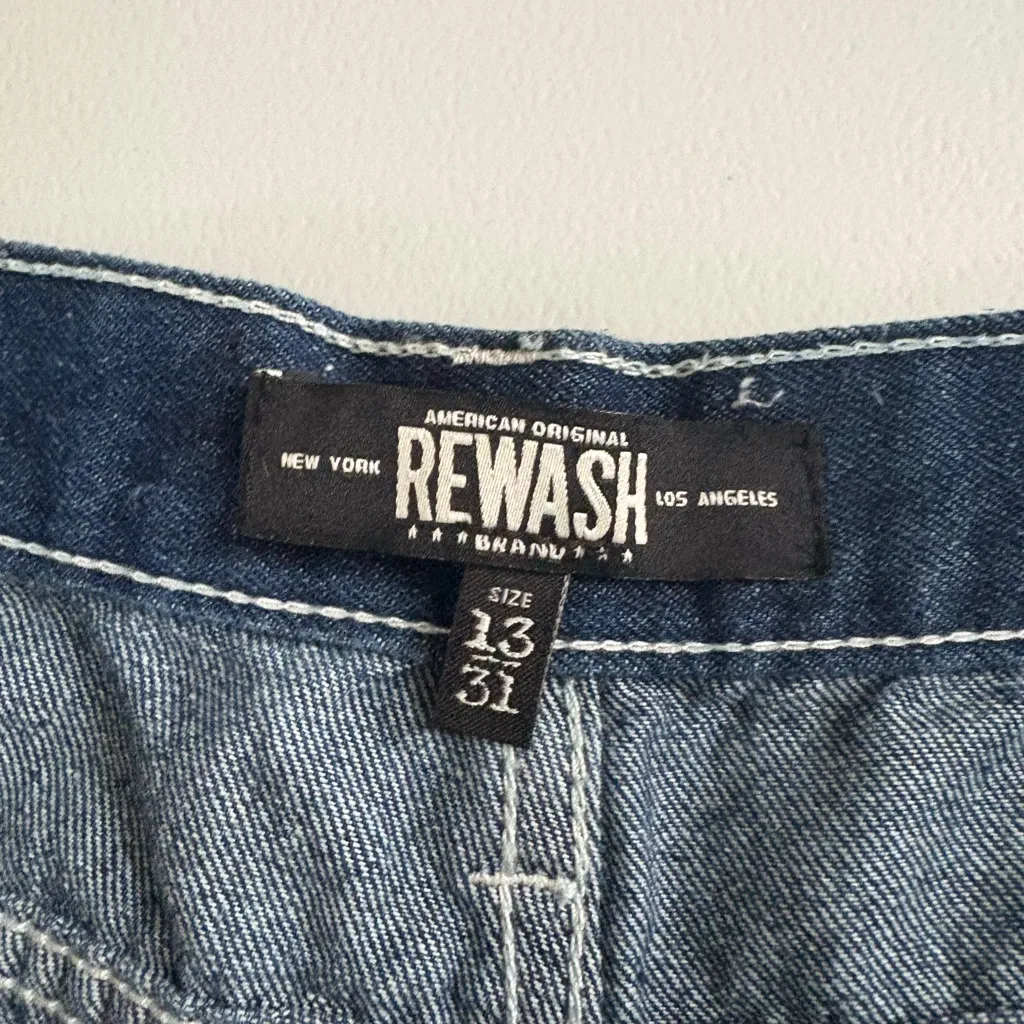 AMERICAN ORIGINAL
NEW YORK REWASH LOS ANGELES
BRAND
SIZE
13
31